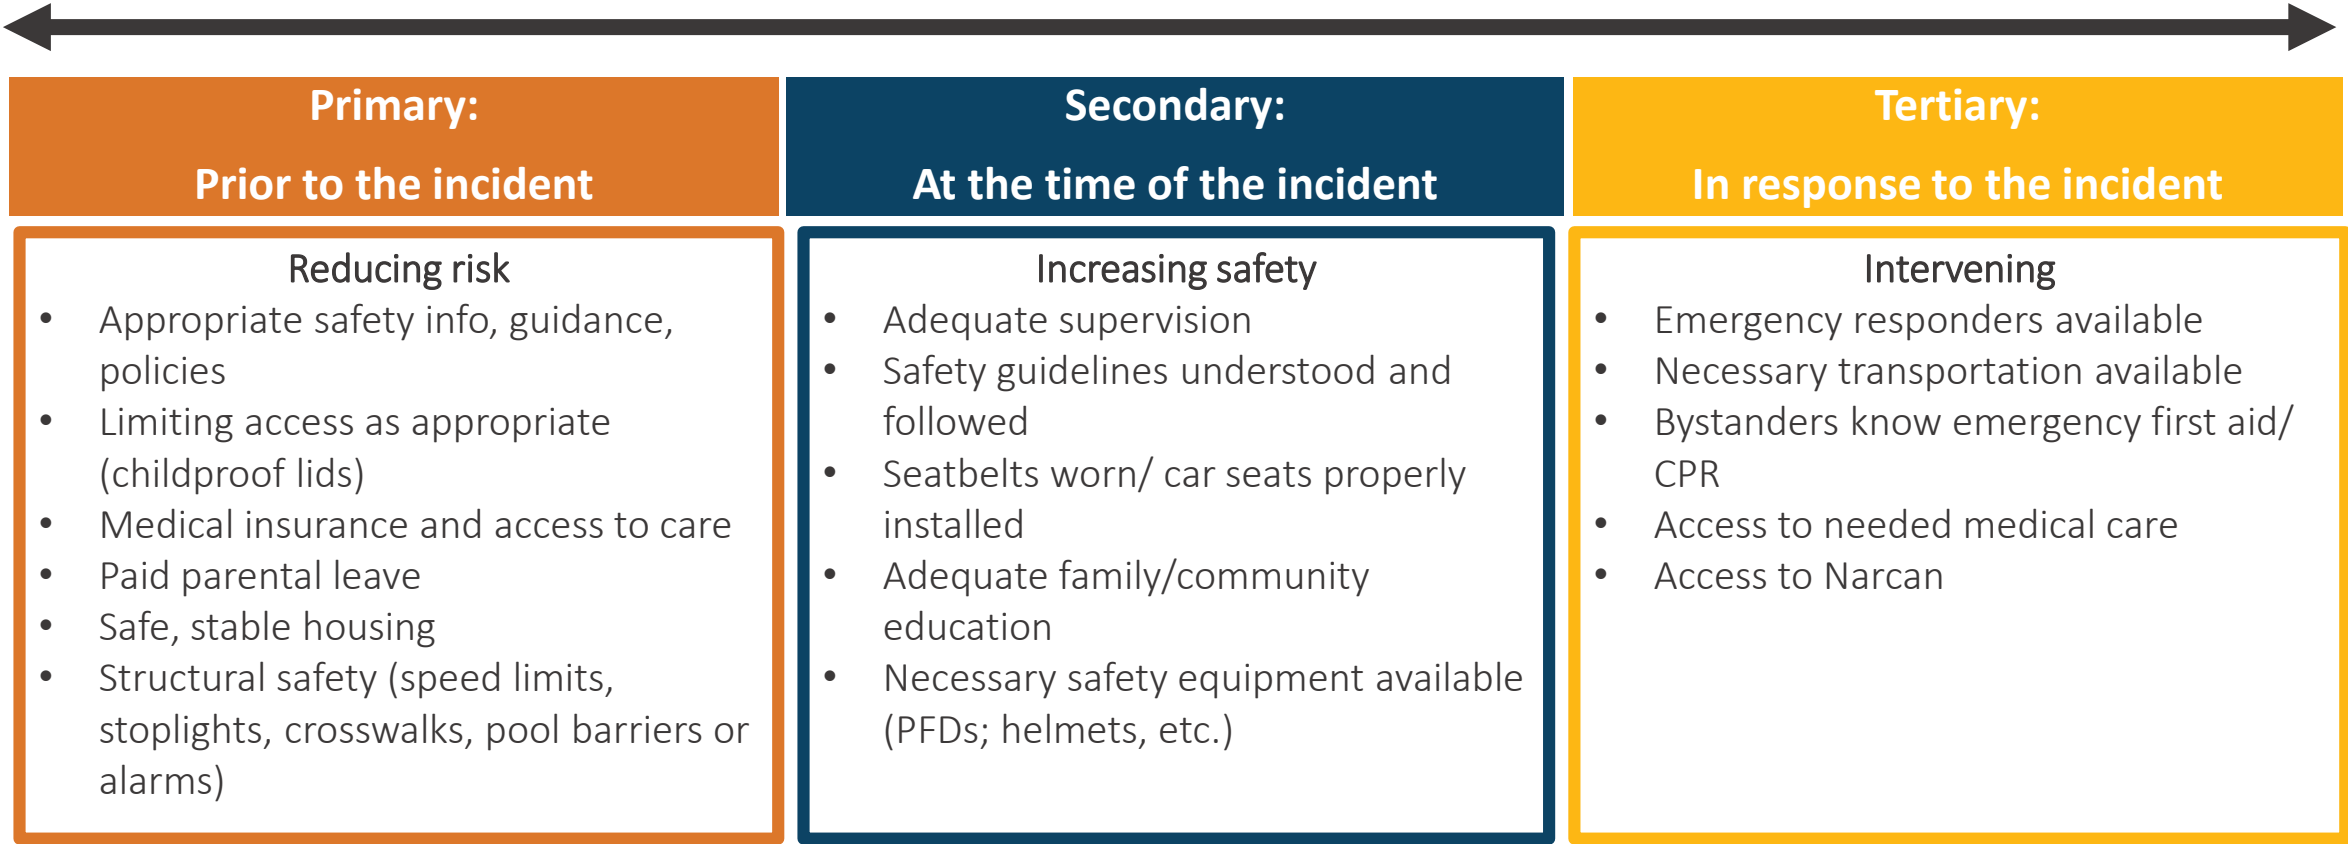 Primary:
Prior to the incident
Reducing risk
• Appropriate safety info, guidance,
policies
• Limiting access as appropriate
(childproof lids)
• Medical insurance and access to care
• Paid parental leave
• Safe, stable housing
• Structural safety (speed limits,
stoplights, crosswalks, pool barriers or
alarms)
Secondary:
At the time of the incident
Increasing safety
• Adequate supervision
• Safety guidelines understood and
followed
• Seatbelts worn/ car seats properly
installed
• Adequate family/community
education
• Necessary safety equipment available
(PFDs; helmets, etc.)
Tertiary:
In response to the incident
Intervening
• Emergency responders available
• Necessary transportation available
• Bystanders know emergency first aid/
CPR
• Access to needed medical care
• Access to Narcan